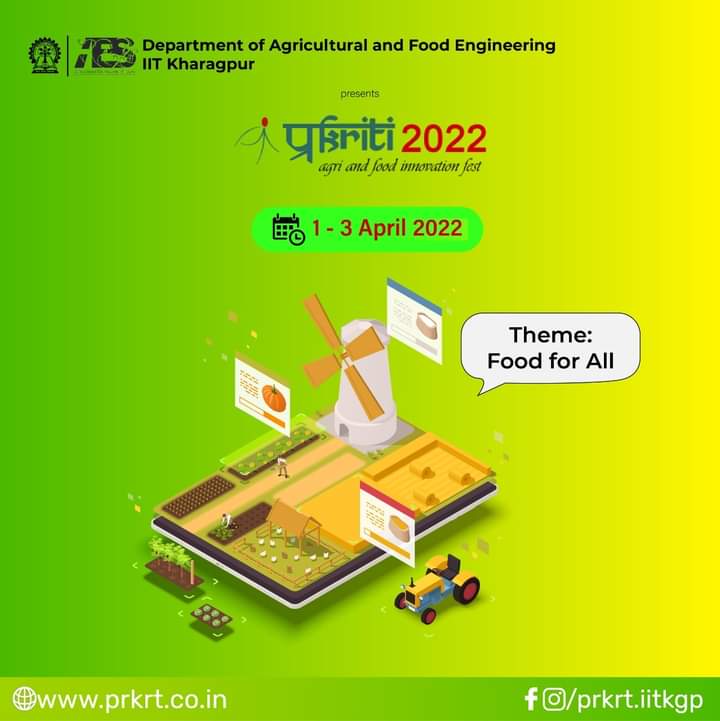 Department of Agricultural and Food Engineering
IIT Kharagpur
presents
प्रkriti 2022
agri and food innovation fest
1 - 3 April 2022
Theme:
Food for All
www.prkrt.co.in
/prkrt.iitkgp